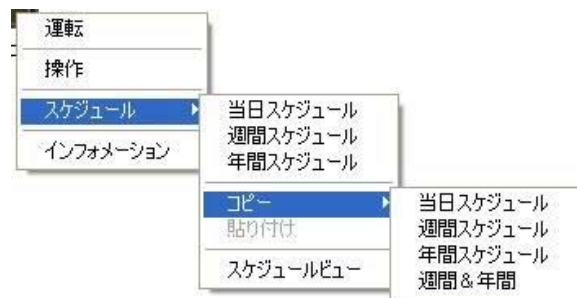 運転
操作
スケジュール
インフォメーション
当日スケジュール
週間スケジュール
年間スケジュール
コピー
貼り付け
スケジュールビュー
当日スケジュール
週間スケジュール
年間スケジュール
週間＆年間